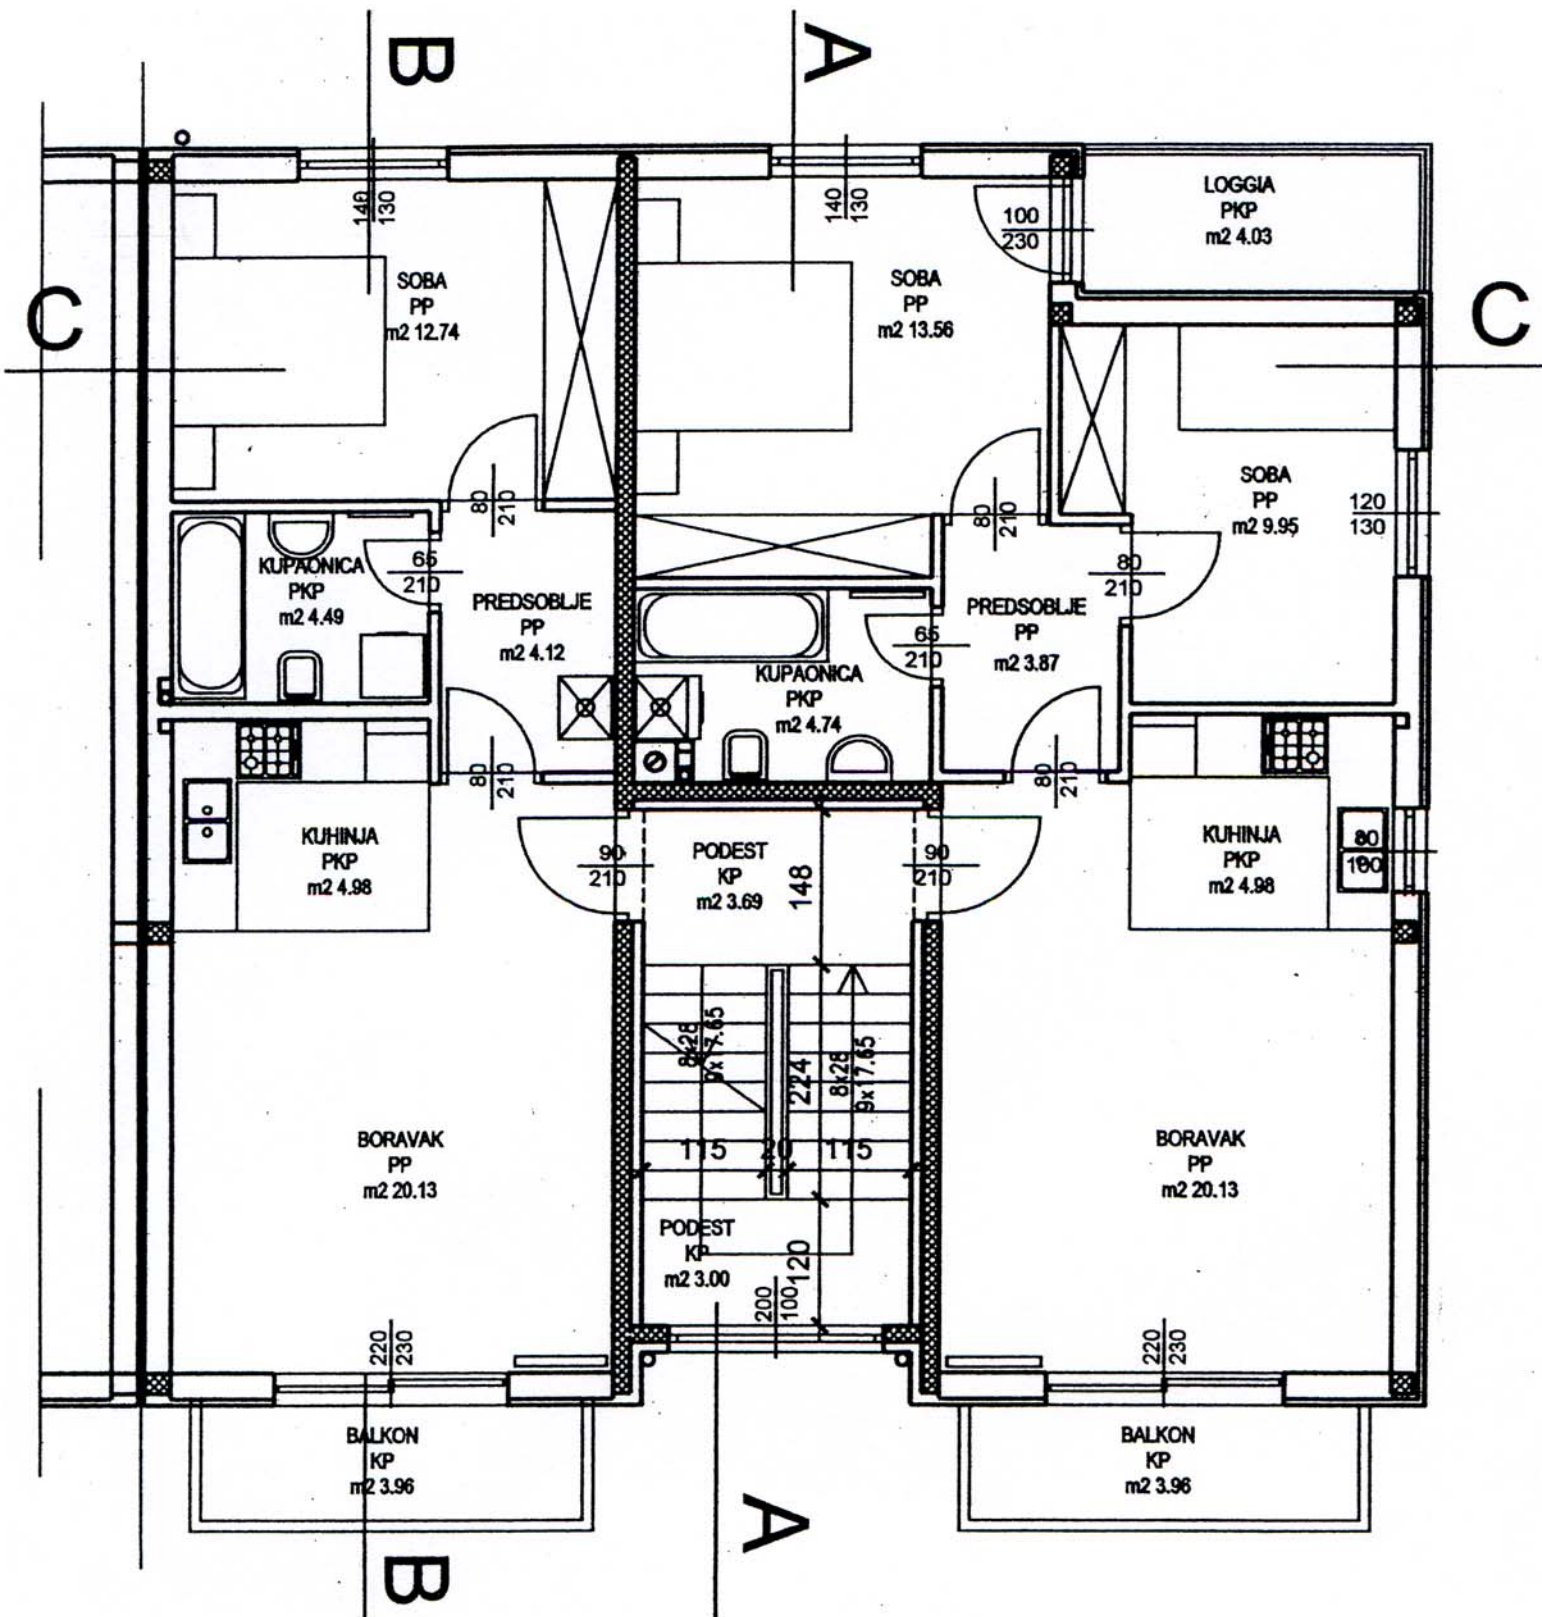 B
A
LOGGIA
PKP
m2 4.03
140
130
140
130
100
230
SOBA
PP
m2 12.74
SOBA
PP
m2 13.56
C
C
SOBA
PP
m2 9.95
120
130
80
210
80
210
80
210
KUPAONICA
PKP
m2 4.49
65
210
PREDSOBLJE
PP
m2 4.12
KUPAONICA
PKP
m2 4.74
65
210
PREDSOBLJE
PP
m2 3.87
80
210
80
210
KUHINJA
PKP
m2 4.98
90
210
PODEST
KP
m2 3.69
148
90
210
KUHINJA
PKP
m2 4.98
80
100
8x28
9x17.65
224
8x28
9x17.65
115
20
115
BORAVAK
PP
m2 20.13
BORAVAK
PP
m2 20.13
PODEST
KP
m2 3.00
120
200
100
220
230
220
230
BALKON
KP
m2 3.96
BALKON
KP
m2 3.96
A
B